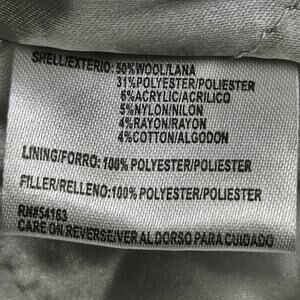 SHELL/EXTERIO: 50%WOOL/LANA
31%POLYESTER/POLIESTER
6%ACRYLIC/ACRILICO
5%NYLON/NILON
4%RAYON/RAYON
4%COTTON/ALGODON
LINING/FORRO: 100% POLYESTER/POLIESTER
FILLER/RELLENO:100% POLYESTER/POLIESTER
RN#54163
CARE ON REVERSE/VER AL DORSO PARA CUIDADO